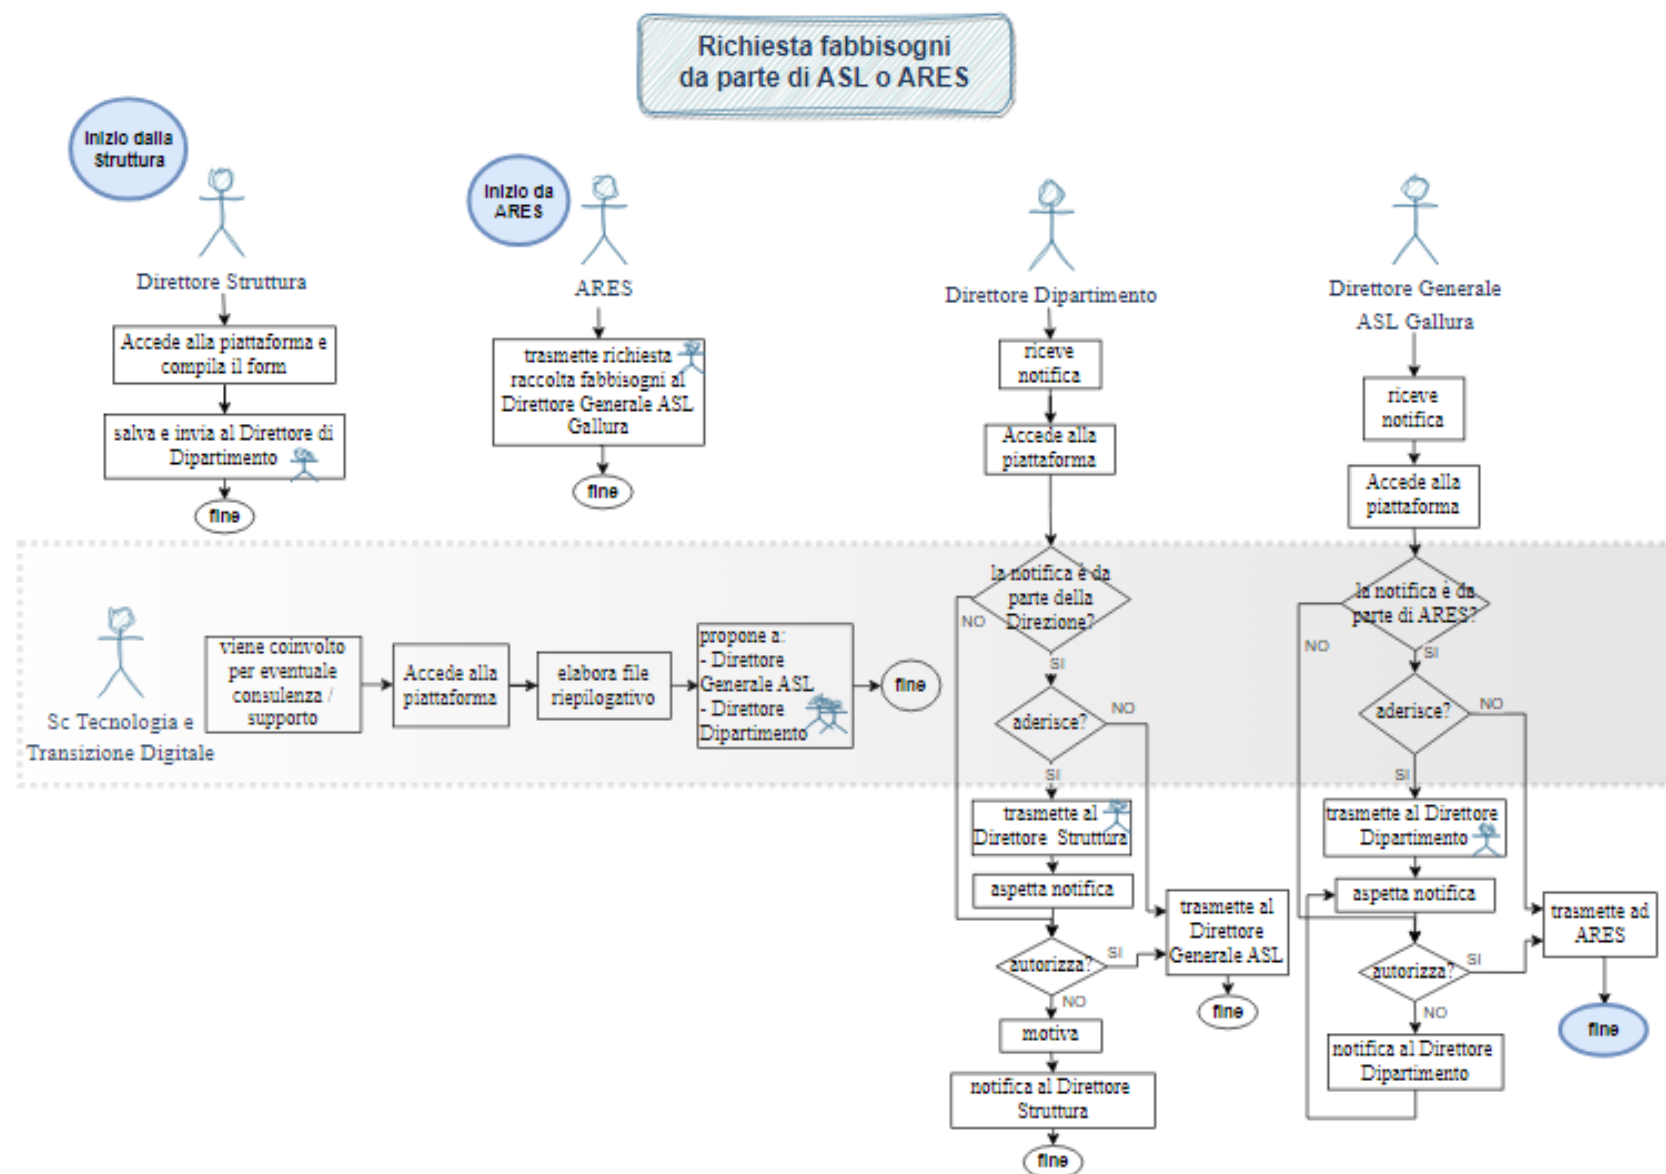 Richiesta fabbisogni
da parte di ASL o ARES
Inizio dalla
Struttura
Direttore Struttura
Accede alla piattaforma e
compila il form
salva e invia al Direttore di
Dipartimento
fine
Inizio da
ARES
ARES
trasmette richiesta
raccolta fabbisogni al
Direttore Generale ASL
Gallura
fine
Direttore Dipartimento
riceve
notifica
Accede alla
piattaforma
la notifica è da
parte della
Direzione?
NO
SI
aderisce?
NO
SI
trasmette al
Direttore Struttura
aspetta notifica
autorizza?
SI
trasmette al
Direttore
Generale ASL
fine
NO
motiva
notifica al Direttore
Struttura
fine
Direttore Generale
ASL Gallura
riceve
notifica
Accede alla
piattaforma
la notifica è da
parte di ARES?
NO
SI
aderisce?
NO
SI
trasmette al Direttore
Dipartimento
aspetta notifica
autorizza?
SI
trasmette ad
ARES
fine
NO
notifica al Direttore
Dipartimento
Sc Tecnologia e
Transizione Digitale
viene coinvolto
per eventuale
consulenza /
supporto
Accede alla
piattaforma
elabora file
riepilogativo
propone a:
- Direttore
Generale ASL
- Direttore
Dipartimento
fine